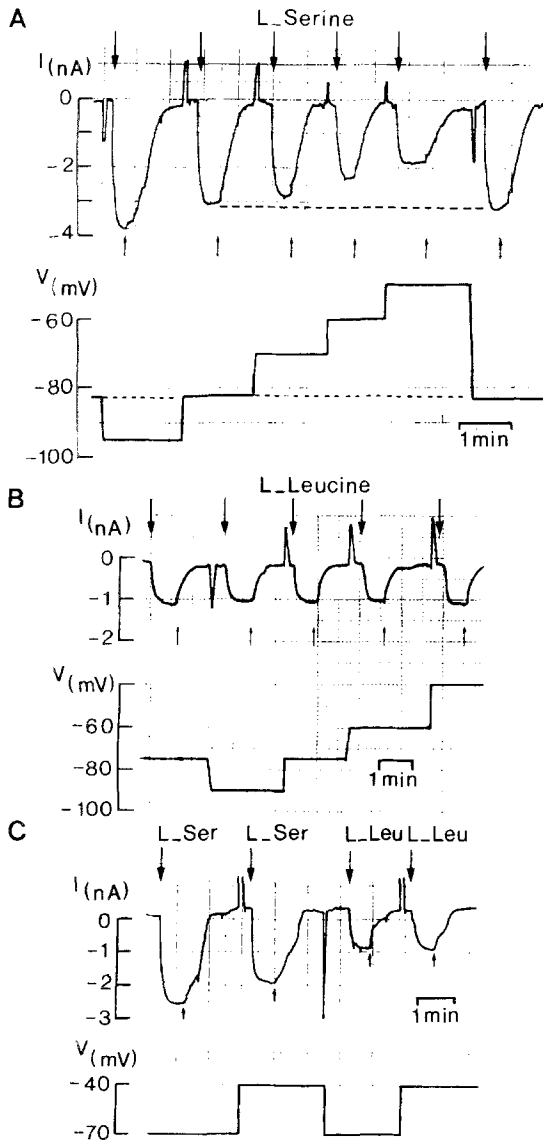 A
L_Serine
I(nA)
0
-2
-4
V(mV)
-60
-80
-100
1min
B
L_Leucine
I(nA)
0
-1
-2
V(mV)
-60
-80
-100
1min
C
L_Ser L_Ser L_Leu L_Leu
I(nA)
0
-1
-2
-3
1min
V(mV)
-40
-70